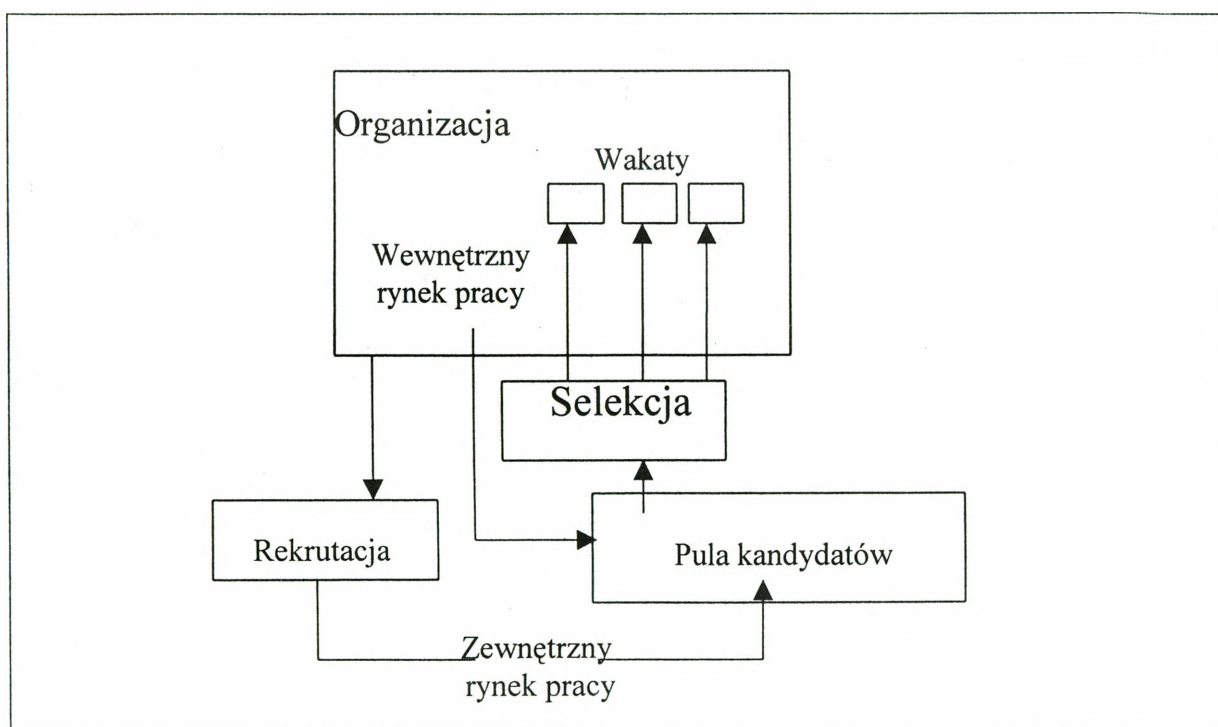 Organizacja
Wakaty
Wewnętrzny
rynek pracy
Selekcja
Rekrutacja
Pula kandydatów
Zewnętrzny
rynek pracy